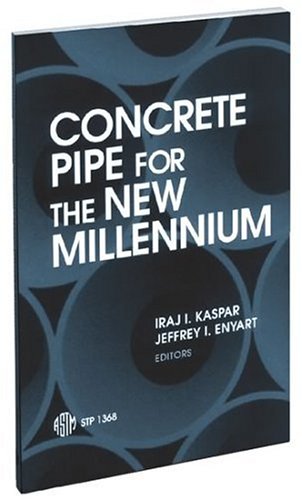 CONCRETE
PIPE FOR
THE NEW
MILLENNIUM
IRAJ I. KASPAR
JEFFREY I. ENYART
EDITORS
ASTM STP 1368